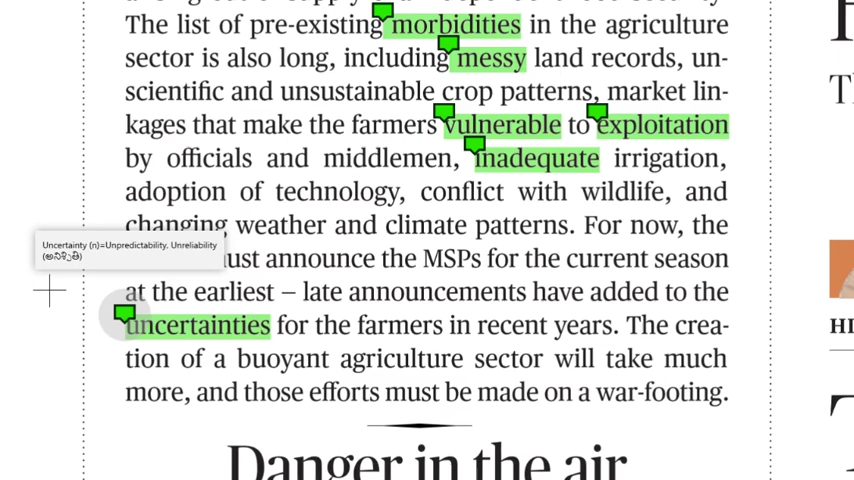 The list of pre-existing morbidities in the agriculture
sector is also long, including messy land records, un-
scientific and unsustainable crop patterns, market lin-
kages that make the farmers vulnerable to exploitation
by officials and middlemen, inadequate irrigation,
adoption of technology, conflict with wildlife, and
changing weather and climate patterns. For now, the
Uncertainty (n)=Unpredictability, Unreliability
must announce the MSPs for the current season
at the earliest – late announcements have added to the
uncertainties for the farmers in recent years. The crea-
tion of a buoyant agriculture sector will take much
more, and those efforts must be made on a war-footing.
Danger in the air